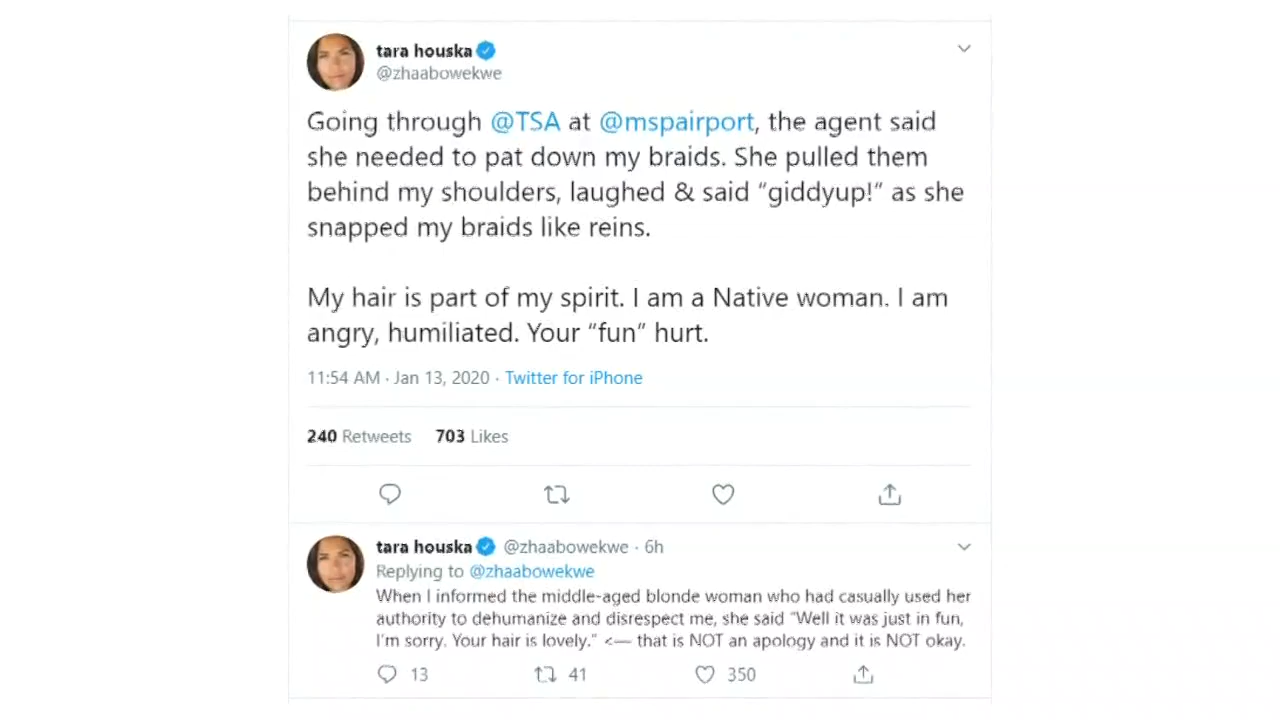 tara houska
@zhaabowekwe
Going through @TSA at @mspairport, the agent said
she needed to pat down my braids. She pulled them
behind my shoulders, laughed & said “giddyup!” as she
snapped my braids like reins.
My hair is part of my spirit. I am a Native woman. I am
angry, humiliated. Your “fun” hurt.
11:54 AM · Jan 13, 2020 · Twitter for iPhone
240 Retweets 703 Likes
tara houska @zhaabowekwe · 6h
Replying to @zhaabowekwe
When I informed the middle-aged blonde woman who had casually used her
authority to dehumanize and disrespect me, she said "Well it was just in fun,
I'm sorry. Your hair is lovely." <— that is NOT an apology and it is NOT okay.
13 41 350